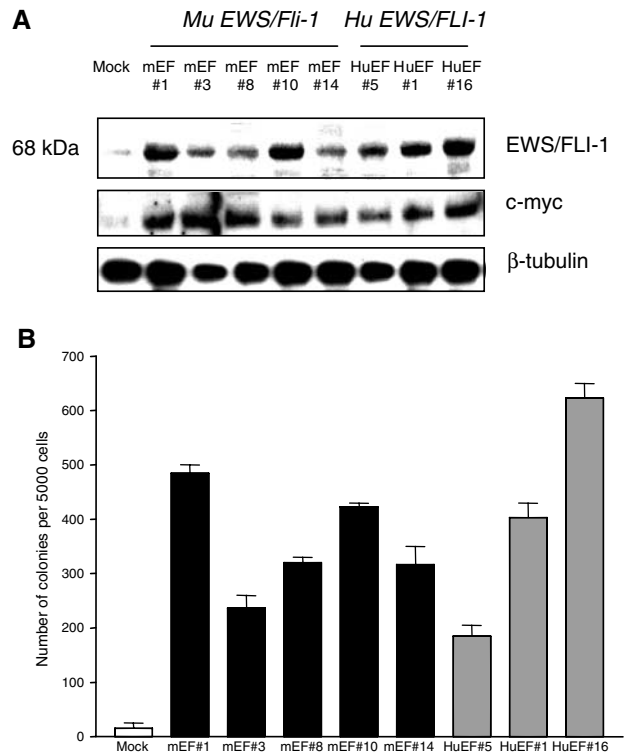 A
Mu EWS/Fli-1 Hu EWS/FLI-1
Mock mEF mEF mEF mEF mEF HuEF HuEF HuEF
#1 #3 #8 #10 #14 #5 #1 #16
68 kDa EWS/FLI-1
c-myc
β-tubulin
B
Number of colonies per 5000 cells
700
600
500
400
300
200
100
0
Mock mEF#1 mEF#3 mEF#8 mEF#10 mEF#14 HuEF#5 HuEF#1 HuEF#16